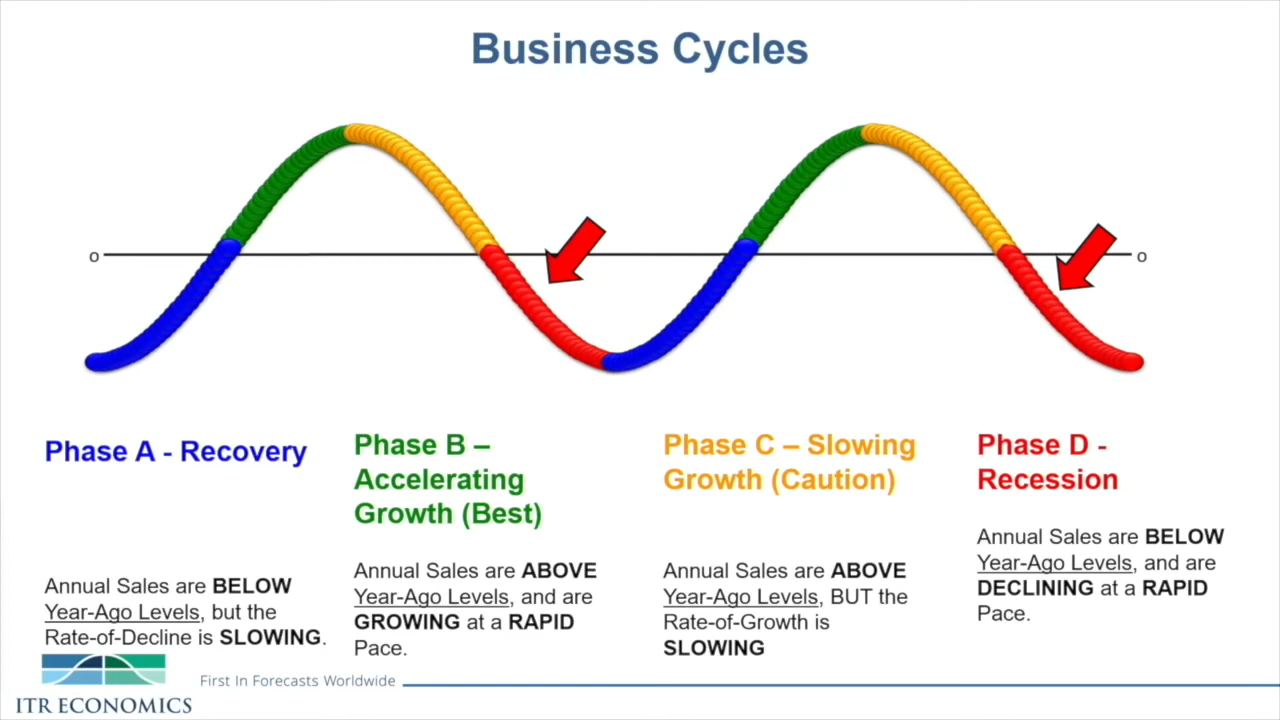 Business Cycles
o
o
Phase A - Recovery
Annual Sales are BELOW
Year-Ago Levels, but the
Rate-of-Decline is SLOWING.
Phase B –
Accelerating
Growth (Best)
Annual Sales are ABOVE
Year-Ago Levels, and are
GROWING at a RAPID
Pace.
Phase C – Slowing
Growth (Caution)
Annual Sales are ABOVE
Year-Ago Levels, BUT the
Rate-of-Growth is
SLOWING
Phase D -
Recession
Annual Sales are BELOW
Year-Ago Levels, and are
DECLINING at a RAPID
Pace.
ITR ECONOMICS
First In Forecasts Worldwide